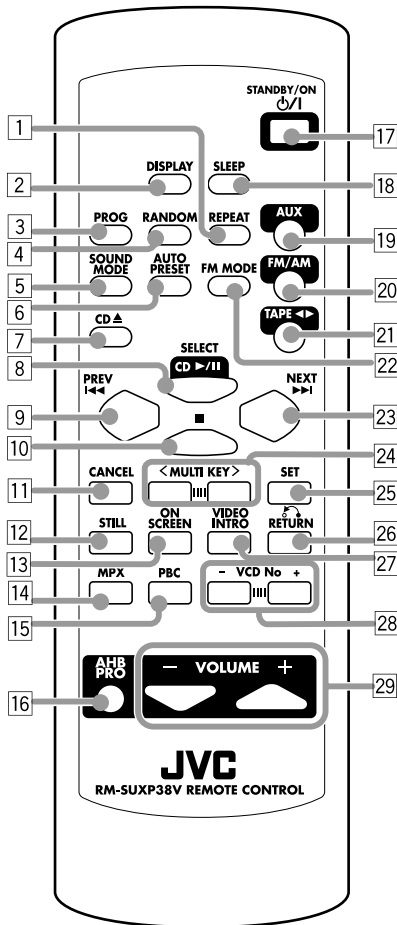 STANDBY/ON
⏻/I
1
17
DISPLAY SLEEP
2
18
PROG RANDOM REPEAT AUX
3
4
19
SOUND MODE AUTO PRESET FM MODE FM/AM
5
6
20
CD ⏏ TAPE ◀▶
7
21
22
SELECT
8
CD ▶/II
PREV NEXT
⏮ ⏭
9
■
23
10
24
CANCEL < MULTI KEY > SET
11
25
STILL ON SCREEN VIDEO INTRO RETURN
12
26
13
27
MPX PBC – VCD No +
14
15
28
AHB PRO – VOLUME +
16
29
JVC
RM-SUXP38V REMOTE CONTROL